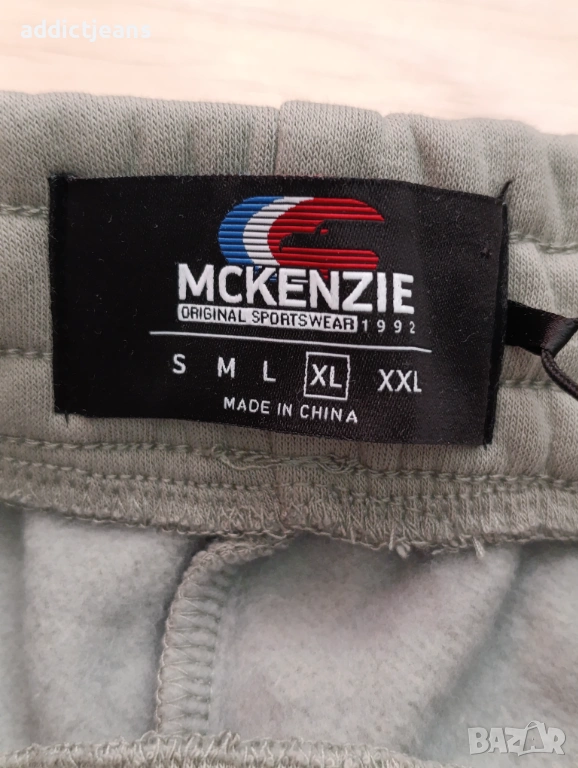 addictjeans
MCKENZIE
ORIGINAL SPORTSWEAR 1992
S M L XL XXL
MADE IN CHINA
BAZAR